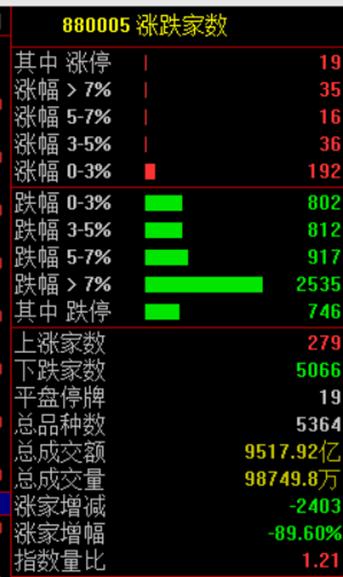 880005 涨跌家数
其中 涨停 19
涨幅 > 7% 35
涨幅 5-7% 16
涨幅 3-5% 36
涨幅 0-3% 192
跌幅 0-3% 802
跌幅 3-5% 812
跌幅 5-7% 917
跌幅 > 7% 2535
其中 跌停 746
上涨家数 279
下跌家数 5066
平盘停牌 19
总品种数 5364
总成交额 9517.92亿
总成交量 98749.8万
涨家增减 -2403
涨家增幅 -89.60%
指数量比 1.21